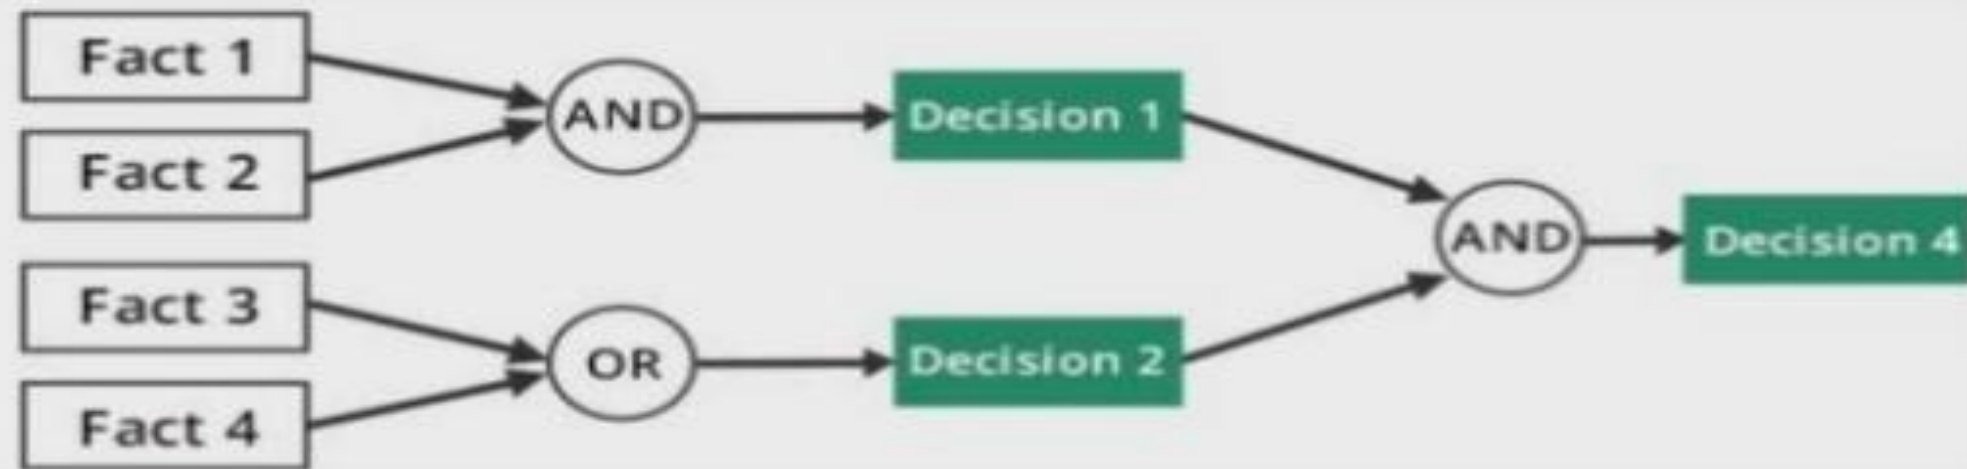 Fact 1
Fact 2
AND
Decision 1
Fact 3
Fact 4
OR
Decision 2
AND
Decision 4